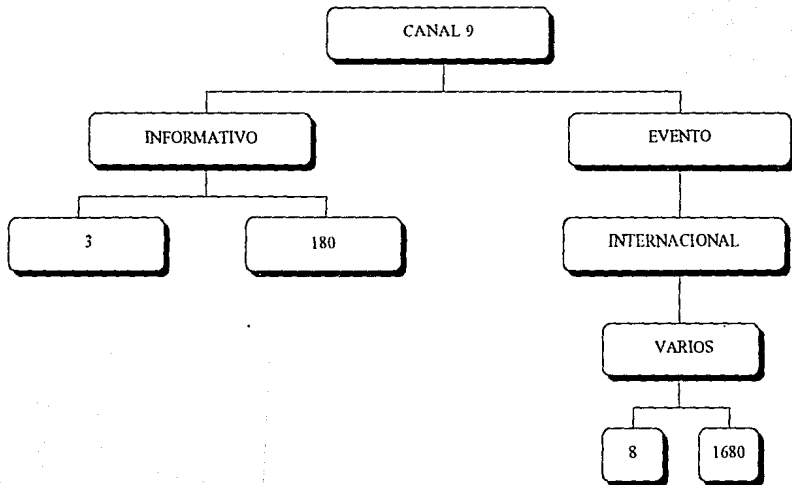 CANAL 9
INFORMATIVO
EVENTO
3
180
INTERNACIONAL
VARIOS
8
1680